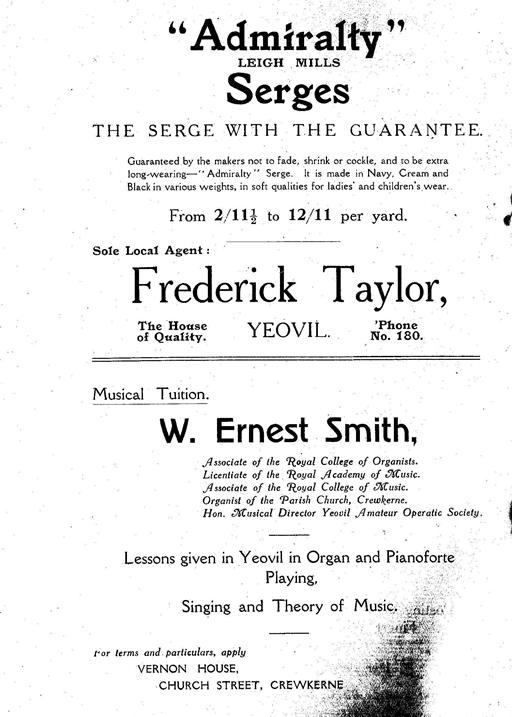 “Admiralty”
LEIGH MILLS
Serges
THE SERGE WITH THE GUARANTEE.
Guaranteed by the makers not to fade, shrink or cockle, and to be extra
long-wearing—“Admiralty” Serge. It is made in Navy, Cream and
Black in various weights, in soft qualities for ladies' and children's wear.
From 2/11½ to 12/11 per yard.
Sole Local Agent:
Frederick Taylor,
The House
of Quality.
YEOVIL.
'Phone
No. 180.
Musical Tuition.
W. Ernest Smith,
Associate of the Royal College of Organists.
Licentiate of the Royal Academy of Music.
Associate of the Royal College of Music.
Organist of the Parish Church, Crewkerne.
Hon. Musical Director Yeovil Amateur Operatic Society.
Lessons given in Yeovil in Organ and Pianoforte
Playing,
Singing and Theory of Music.
For terms and particulars, apply
VERNON HOUSE,
CHURCH STREET, CREWKERNE